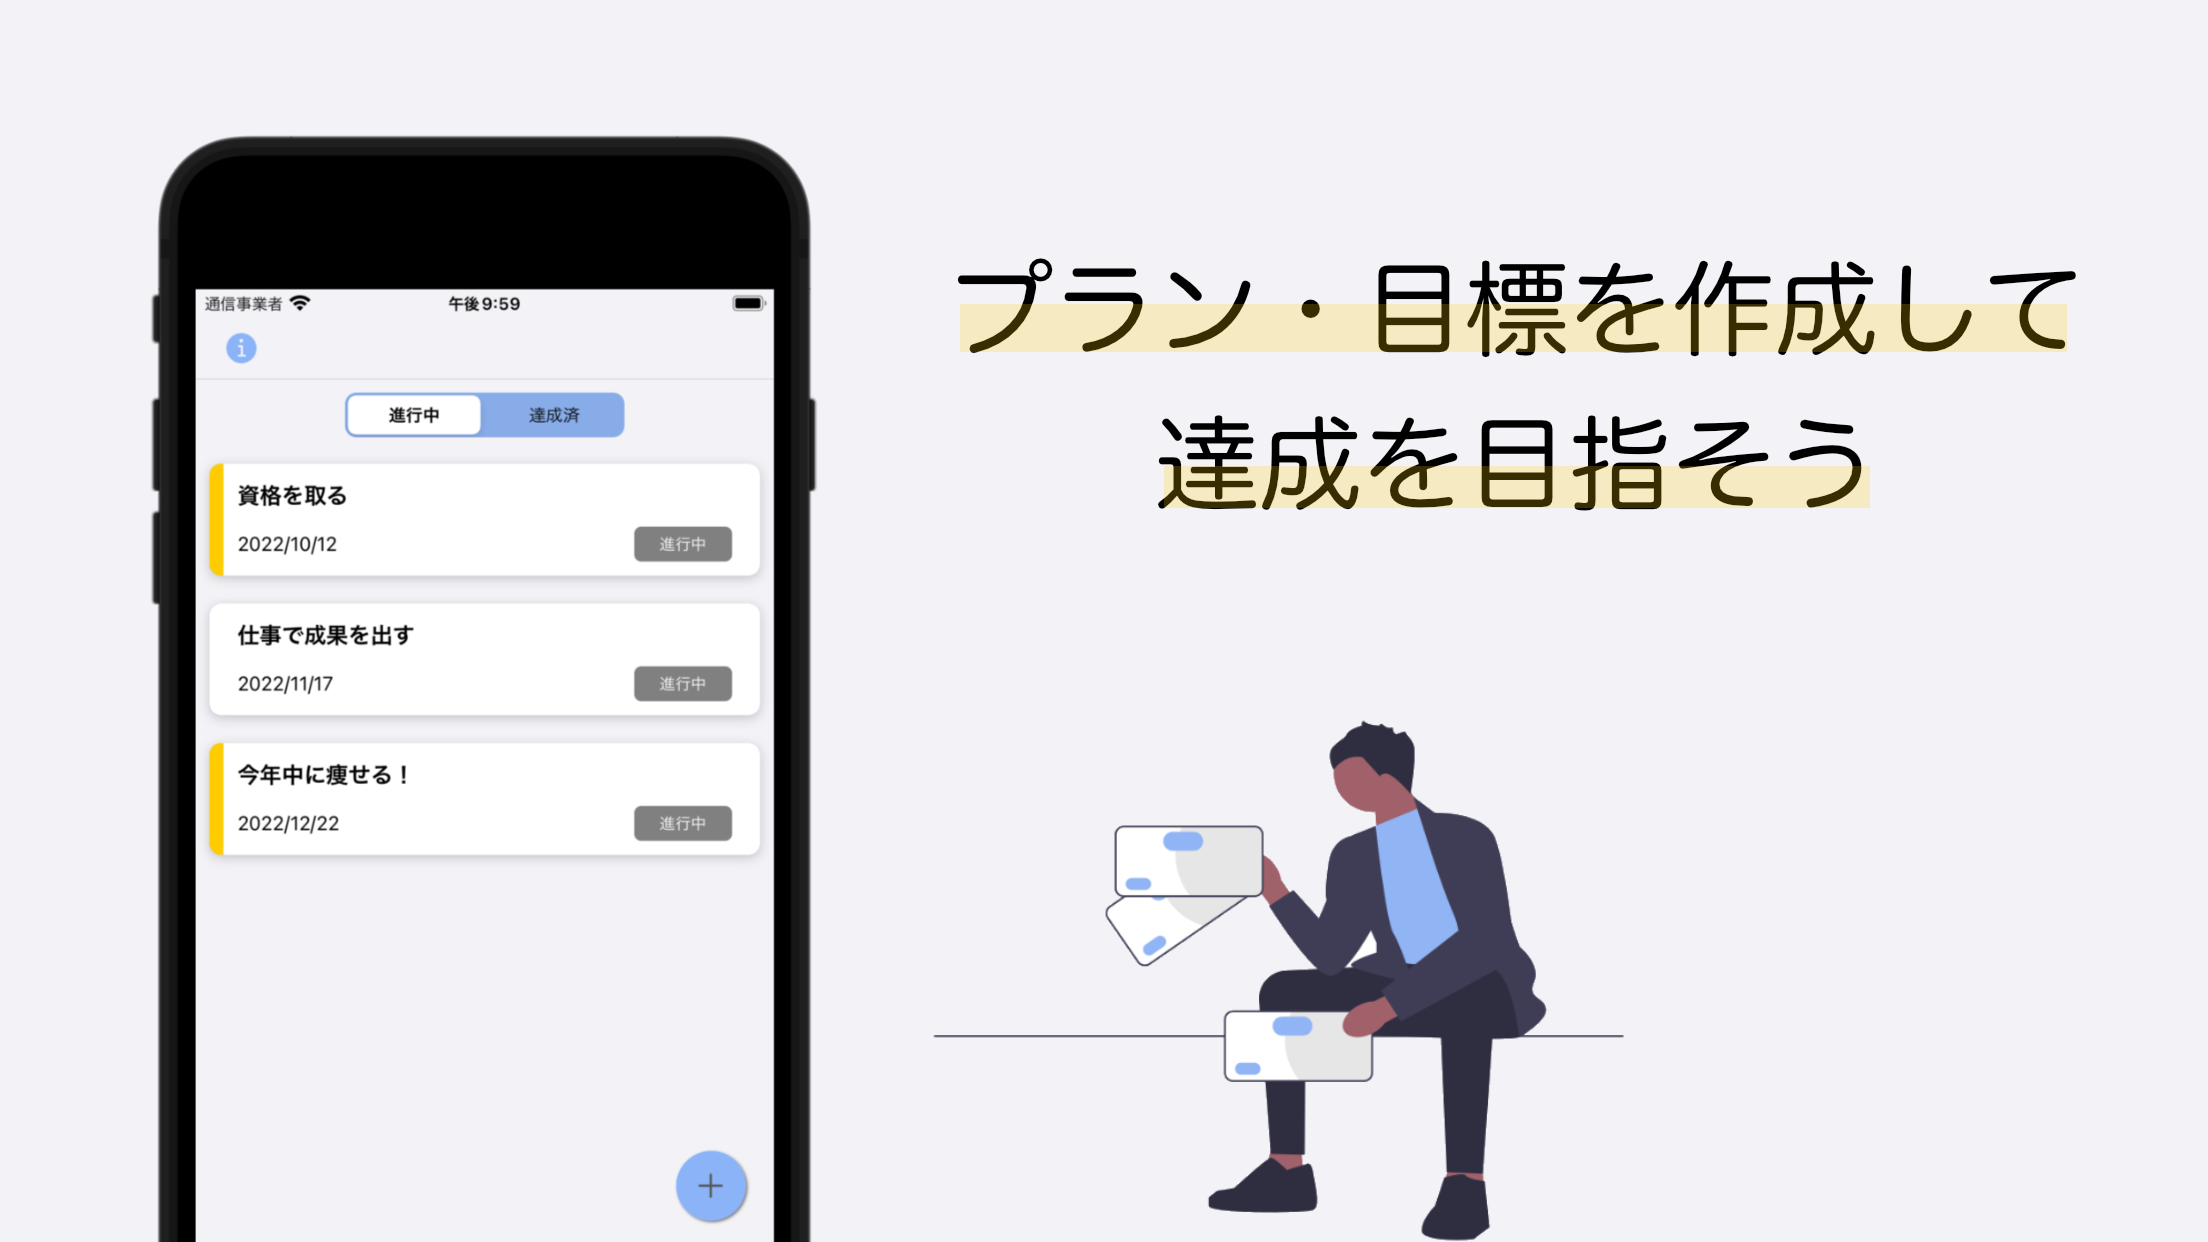 通信事業者
午後9:59
i
進行中
達成済
資格を取る
2022/10/12
進行中
仕事で成果を出す
2022/11/17
進行中
今年中に痩せる！
2022/12/22
進行中
プラン・目標を作成して
達成を目指そう